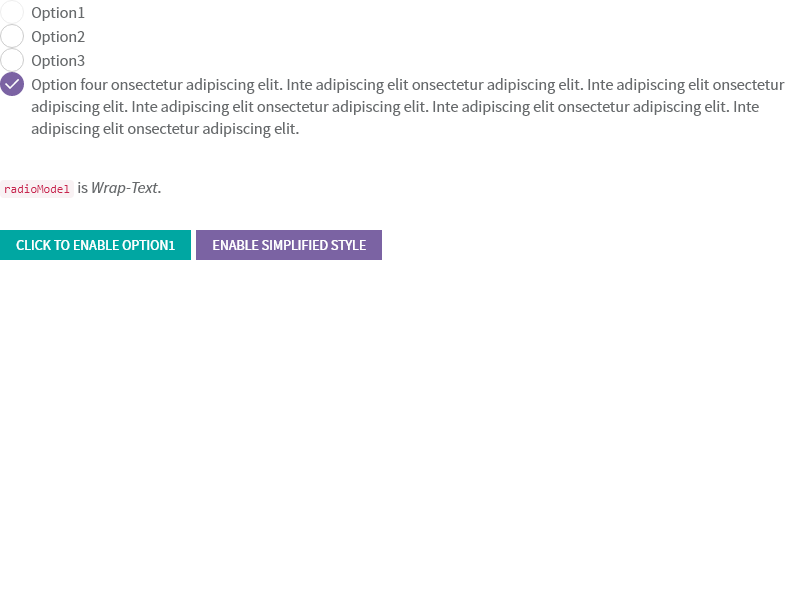 Option1
Option2
Option3
Option four onsectetur adipiscing elit. Inte adipiscing elit onsectetur adipiscing elit. Inte adipiscing elit onsectetur
adipiscing elit. Inte adipiscing elit onsectetur adipiscing elit. Inte adipiscing elit onsectetur adipiscing elit. Inte
adipiscing elit onsectetur adipiscing elit.
radioModel is Wrap-Text.
CLICK TO ENABLE OPTION1 ENABLE SIMPLIFIED STYLE